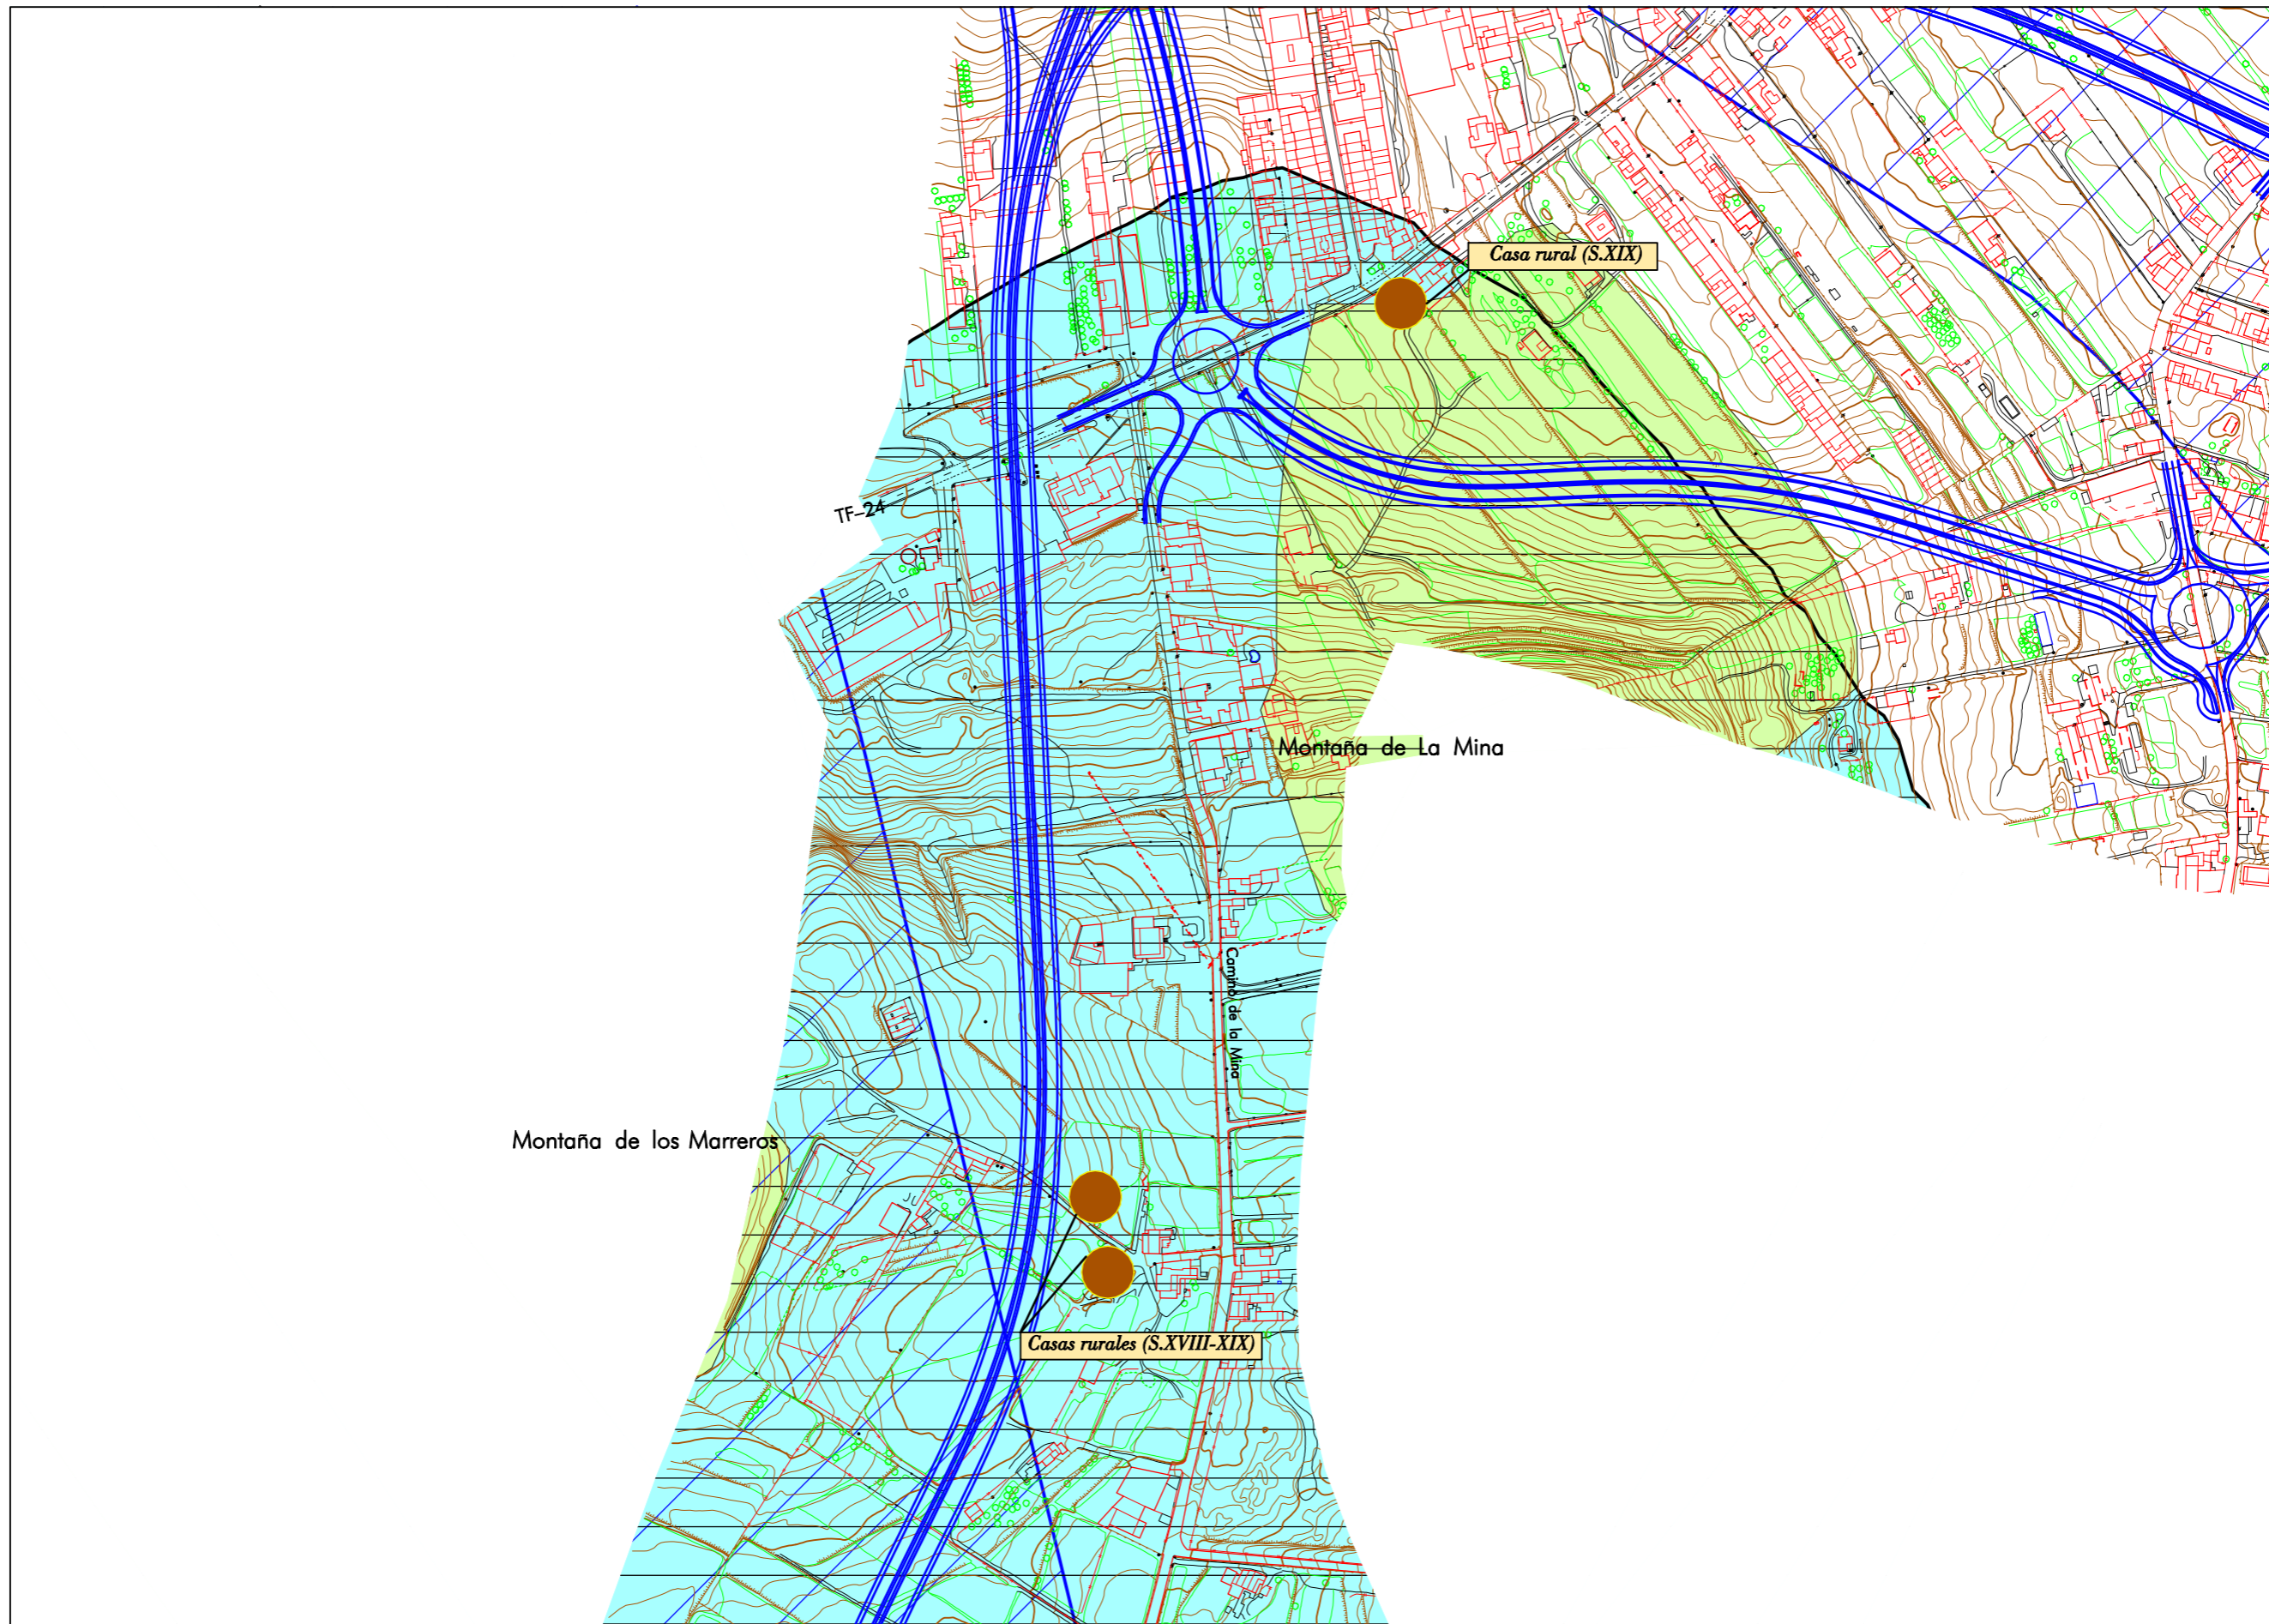 Casa rural (S.XIX)
TF-24
Montaña de La Mina
Camino de la Mina
Montaña de los Marreros
Casas rurales (S.XVIII-XIX)